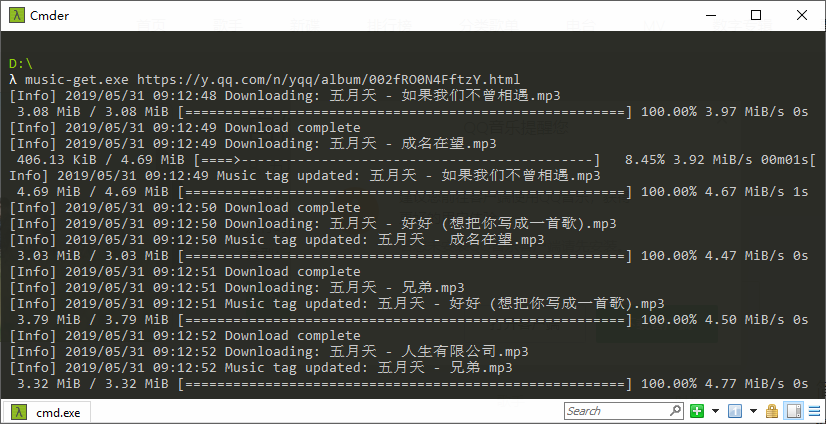 Cmder
D:\
λ music-get.exe https://y.qq.com/n/yqq/album/002fRO0N4FftzY.html
[Info] 2019/05/31 09:12:48 Downloading: 五月天 - 如果我们不曾相遇.mp3
3.08 MiB / 3.08 MiB [======================================================] 100.00% 3.97 MiB/s 0s
[Info] 2019/05/31 09:12:49 Download complete
[Info] 2019/05/31 09:12:49 Downloading: 五月天 - 成名在望.mp3
406.13 KiB / 4.69 MiB [====>--------------------------------------------]   8.45% 3.92 MiB/s 00m01s[
Info] 2019/05/31 09:12:49 Music tag updated: 五月天 - 如果我们不曾相遇.mp3
4.69 MiB / 4.69 MiB [======================================================] 100.00% 4.67 MiB/s 1s
[Info] 2019/05/31 09:12:50 Download complete
[Info] 2019/05/31 09:12:50 Downloading: 五月天 - 好好 (想把你写成一首歌).mp3
[Info] 2019/05/31 09:12:50 Music tag updated: 五月天 - 成名在望.mp3
3.03 MiB / 3.03 MiB [======================================================] 100.00% 4.47 MiB/s 0s
[Info] 2019/05/31 09:12:51 Download complete
[Info] 2019/05/31 09:12:51 Downloading: 五月天 - 兄弟.mp3
[Info] 2019/05/31 09:12:51 Music tag updated: 五月天 - 好好 (想把你写成一首歌).mp3
3.79 MiB / 3.79 MiB [======================================================] 100.00% 4.50 MiB/s 0s
[Info] 2019/05/31 09:12:52 Download complete
[Info] 2019/05/31 09:12:52 Downloading: 五月天 - 人生有限公司.mp3
[Info] 2019/05/31 09:12:52 Music tag updated: 五月天 - 兄弟.mp3
3.32 MiB / 3.32 MiB [======================================================] 100.00% 4.77 MiB/s 0s
λ cmd.exe Search